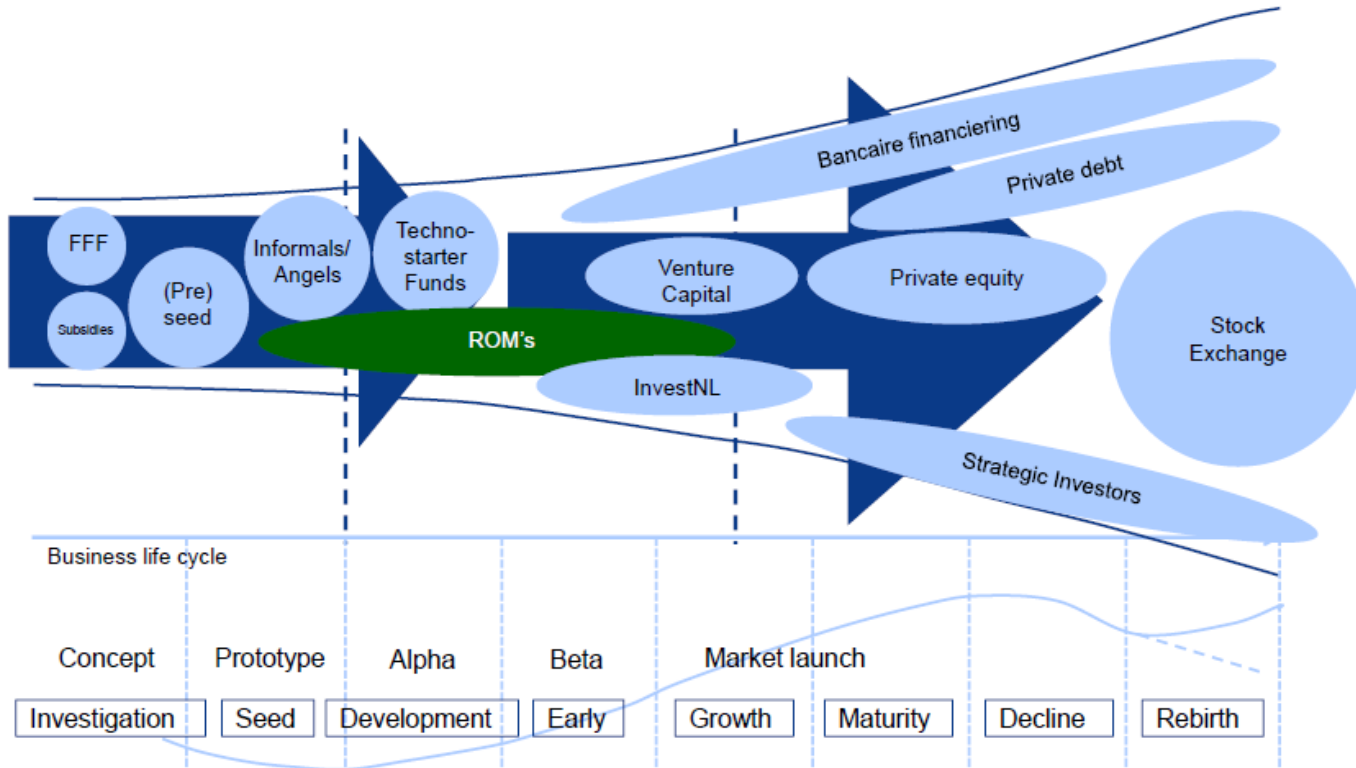 Bancaire financiering
Private debt
FFF
Subsidies
(Pre)
seed
Informals/
Angels
Techno-
starter
Funds
ROM's
Venture
Capital
InvestNL
Private equity
Strategic Investors
Stock
Exchange
Business life cycle
Concept
Prototype
Alpha
Beta
Market launch
Investigation
Seed
Development
Early
Growth
Maturity
Decline
Rebirth